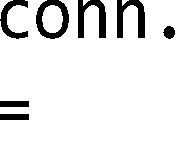 conn.
=